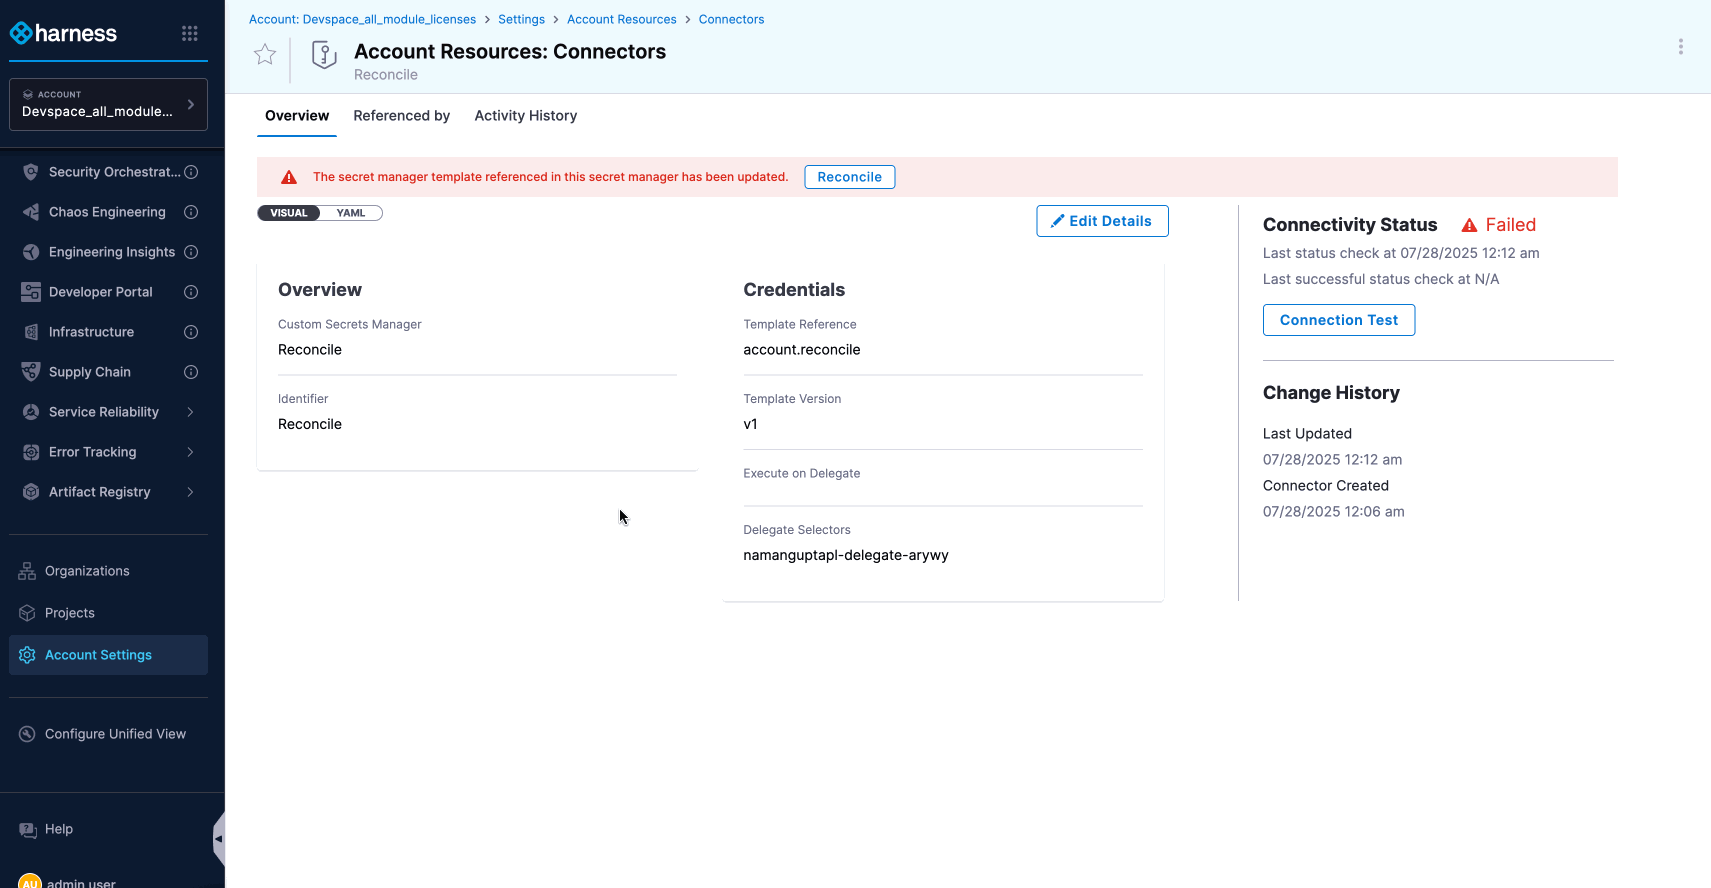 harness
ACCOUNT
Devspace_all_module...
Security Orchestrat...
Chaos Engineering
Engineering Insights
Developer Portal
Infrastructure
Supply Chain
Service Reliability
Error Tracking
Artifact Registry
Organizations
Projects
Account Settings
Configure Unified View
Help
AU admin user
Account: Devspace_all_module_licenses > Settings > Account Resources > Connectors
Account Resources: Connectors
Reconcile
Overview Referenced by Activity History
The secret manager template referenced in this secret manager has been updated. Reconcile
VISUAL YAML
Edit Details
Overview
Custom Secrets Manager
Reconcile
Identifier
Reconcile
Credentials
Template Reference
account.reconcile
Template Version
v1
Execute on Delegate
Delegate Selectors
namanguptapl-delegate-arywy
Connectivity Status Failed
Last status check at 07/28/2025 12:12 am
Last successful status check at N/A
Connection Test
Change History
Last Updated
07/28/2025 12:12 am
Connector Created
07/28/2025 12:06 am